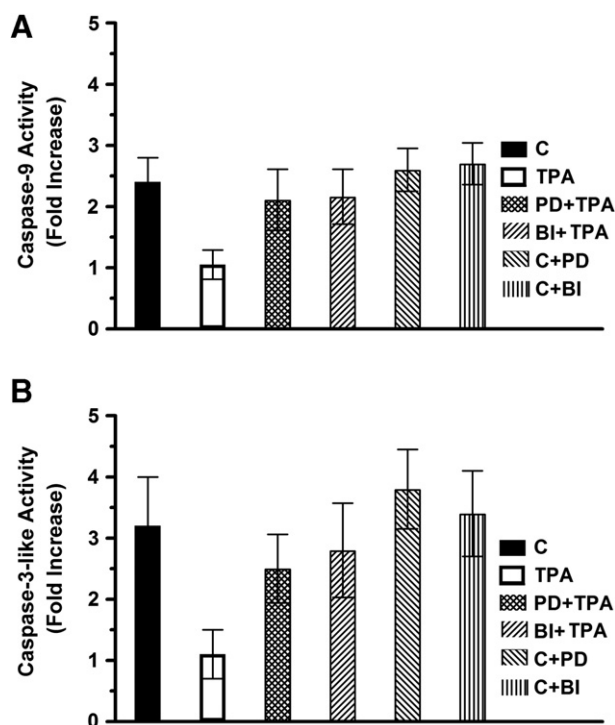 A
Caspase-9 Activity
(Fold Increase)
5
4
3
2
1
0
C
TPA
PD+TPA
BI+TPA
C+PD
C+BI
B
Caspase-3-like Activity
(Fold Increase)
5
4
3
2
1
0
C
TPA
PD+TPA
BI+TPA
C+PD
C+BI